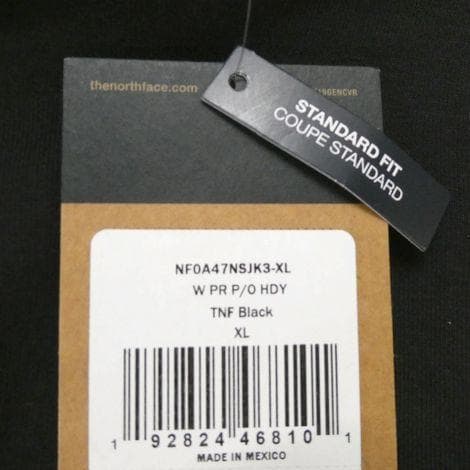 thenorthface.com
STANDARD FIT
COUPE STANDARD
NF0A47NSJK3-XL
W PR P/O HDY
TNF Black
XL
1 92824 46810 1
MADE IN MEXICO